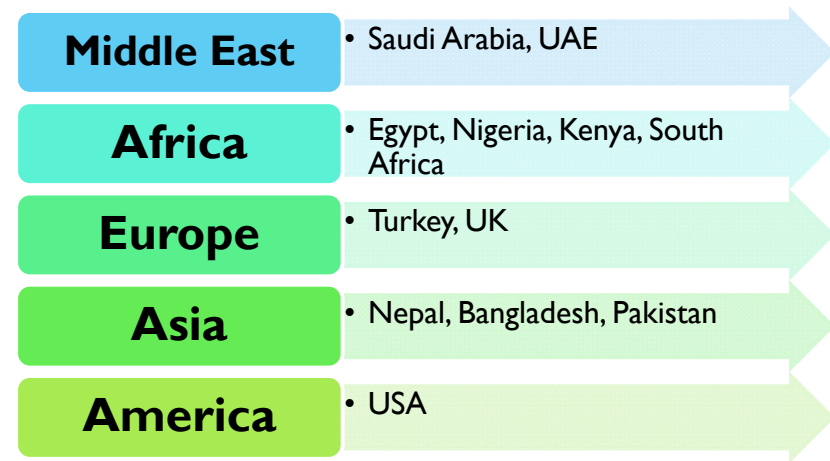 Middle East
• Saudi Arabia, UAE
Africa
• Egypt, Nigeria, Kenya, South
Africa
Europe
• Turkey, UK
Asia
• Nepal, Bangladesh, Pakistan
America
• USA